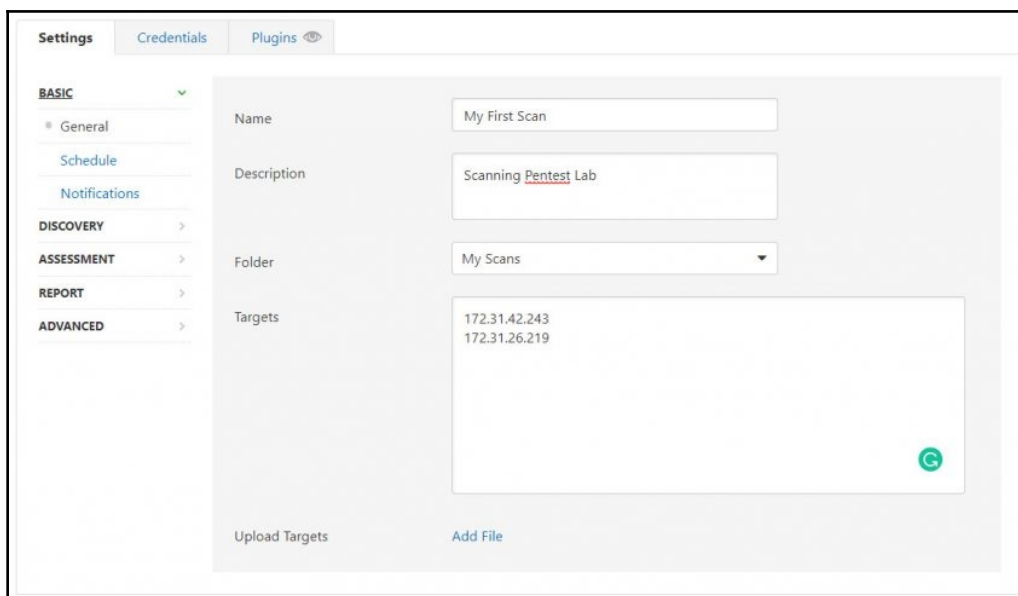 Settings
Credentials
Plugins
BASIC
General
Schedule
Notifications
DISCOVERY
ASSESSMENT
REPORT
ADVANCED
Name
My First Scan
Description
Scanning Pentest Lab
Folder
My Scans
Targets
172.31.42.243
172.31.26.219
Upload Targets
Add File